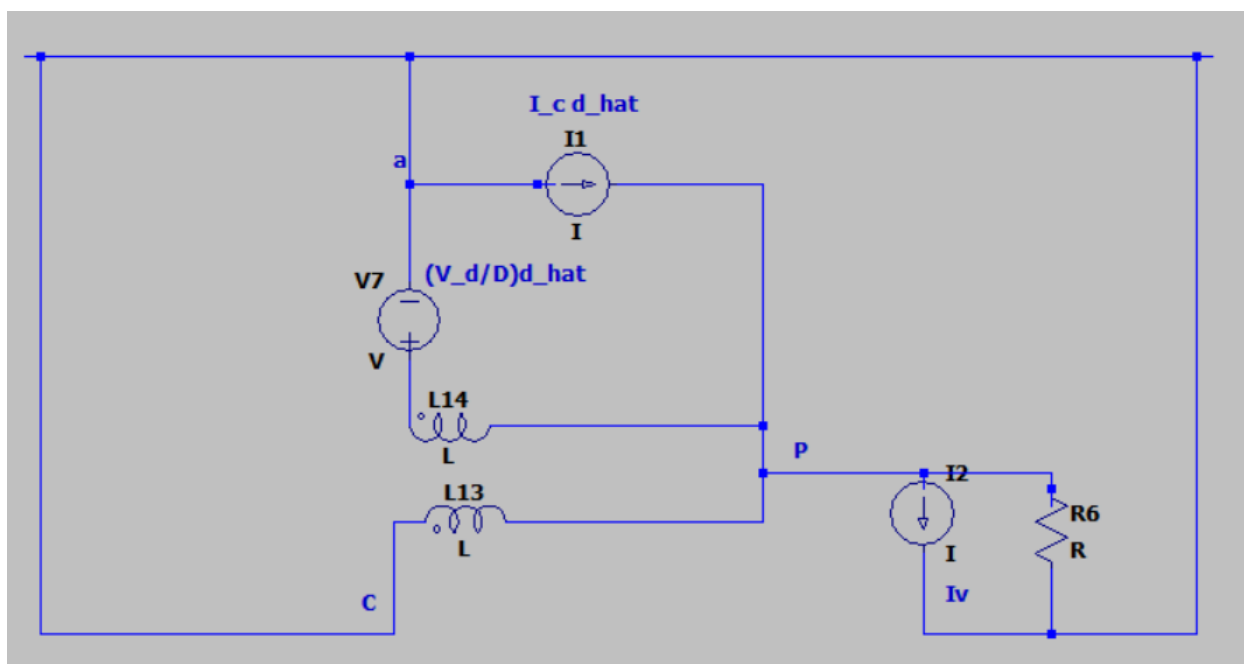 I_c d_hat
I1
a
I
V7
(V_d/D)d_hat
V
L14
L
P
L13
I2
L
R6
I
R
C
Iv